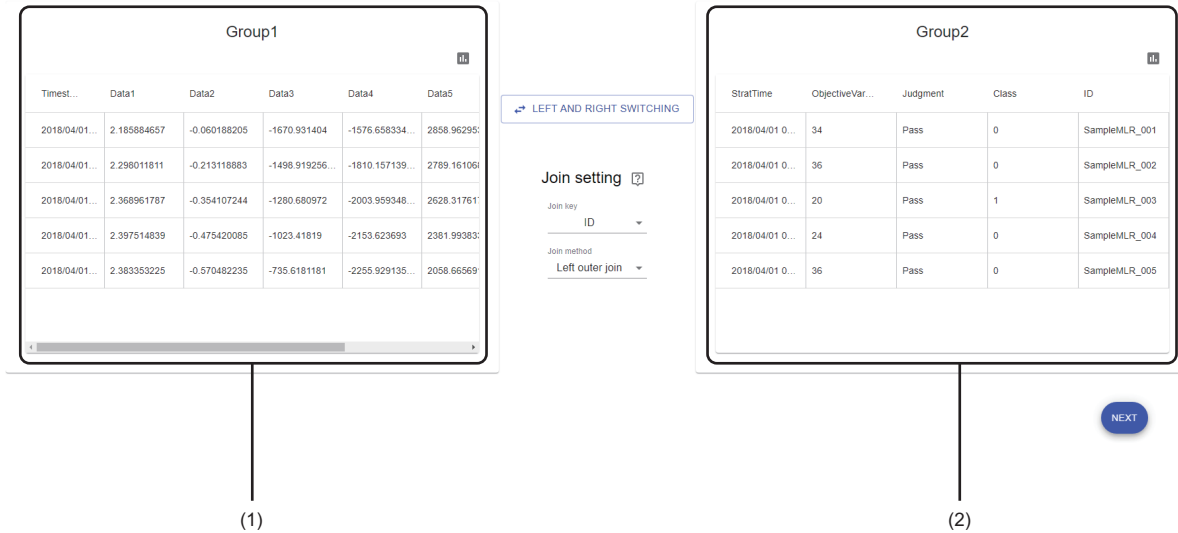 Group1
Timest... Data1 Data2 Data3 Data4 Data5
2018/04/01... 2.185884657 -0.060188205 -1670.931404 -1576.658334... 2858.96295
2018/04/01... 2.298011811 -0.213118883 -1498.919256... -1810.157139... 2789.16106
2018/04/01... 2.368961787 -0.354107244 -1280.680972 -2003.959348... 2628.31761
2018/04/01... 2.397514839 -0.475420085 -1023.41819 -2153.623693 2381.99383
2018/04/01... 2.383353225 -0.570482235 -735.6181181 -2255.929135... 2058.66569
LEFT AND RIGHT SWITCHING
Join setting ?
Join key
ID
Join method
Left outer join
Group2
StratTime ObjectiveVar... Judgment Class ID
2018/04/01 0... 34 Pass 0 SampleMLR_001
2018/04/01 0... 36 Pass 0 SampleMLR_002
2018/04/01 0... 20 Pass 1 SampleMLR_003
2018/04/01 0... 24 Pass 0 SampleMLR_004
2018/04/01 0... 36 Pass 0 SampleMLR_005
NEXT
(1) (2)